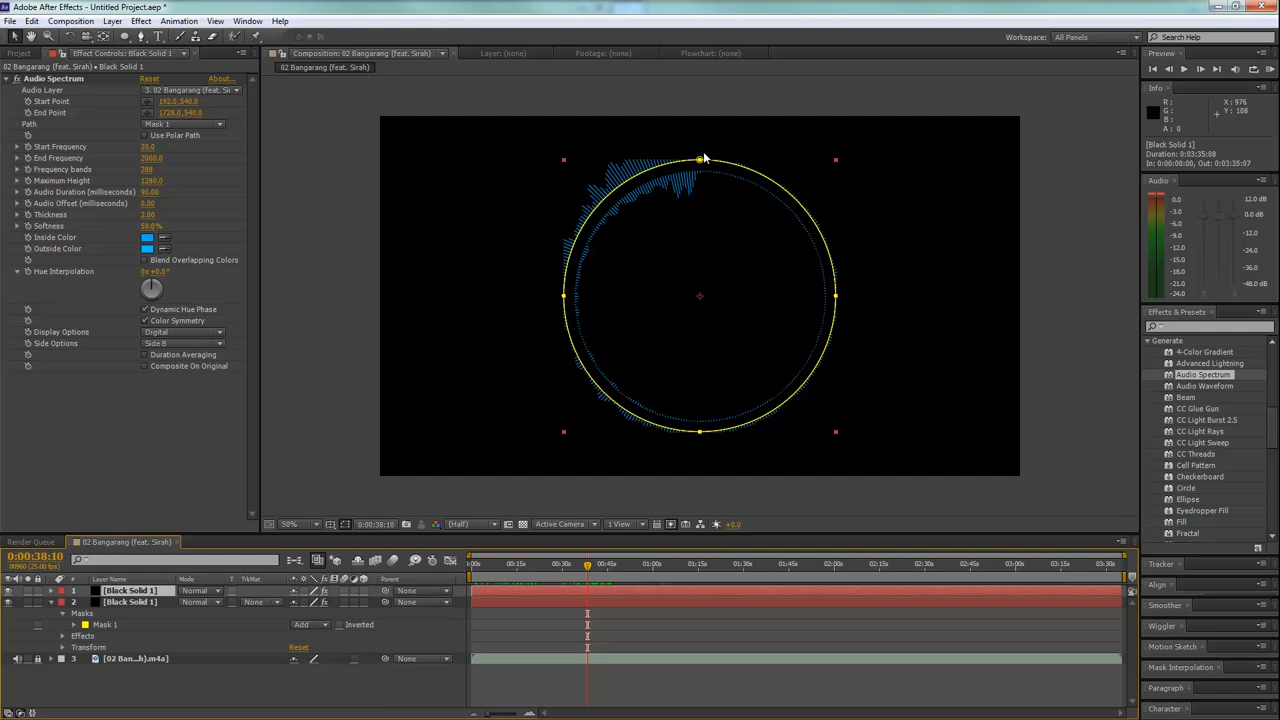 Adobe After Effects - Untitled Project.aep *
File Edit Composition Layer Effect Animation View Window Help
Workspace: All Panels Search Help
Project Effect Controls: Black Solid 1
02 Bangarang (feat. Sirah) • Black Solid 1
fx Audio Spectrum Reset About...
Audio Layer 3. 02 Bangarang (feat. Sir
Start Point 192.0,540.0
End Point 1728.0,540.0
Path Mask 1
Use Polar Path
Start Frequency 20.0
End Frequency 2000.0
Frequency bands 288
Maximum Height 1280.0
Audio Duration (milliseconds) 90.00
Audio Offset (milliseconds) 0.00
Thickness 2.00
Softness 50.0%
Inside Color
Outside Color
Blend Overlapping Colors
Hue Interpolation 0x+0.0°
Dynamic Hue Phase
Color Symmetry
Display Options Digital
Side Options Side B
Duration Averaging
Composite On Original
Composition: 02 Bangarang (feat. Sirah) Layer: (none) Footage: (none) Flowchart: (none)
02 Bangarang (feat. Sirah)
50% 0:00:38:10 (Half) Active Camera 1 View +0.0
Preview
Info
R: X: 976
G: Y: 108
B:
A: 0
[Black Solid 1]
Duration: 0:03:35:08
In: 0:00:00:00, Out: 0:03:35:07
Audio
0.0 12.0 dB
-3.0 0.0 dB
-6.0
-9.0 -12.0
-12.0
-15.0 -24.0
-18.0 -36.0
-21.0
-24.0 -48.0 dB
Effects & Presets
Generate
4-Color Gradient
Advanced Lightning
Audio Spectrum
Audio Waveform
Beam
CC Glue Gun
CC Light Burst 2.5
CC Light Rays
CC Light Sweep
CC Threads
Cell Pattern
Checkerboard
Circle
Ellipse
Eyedropper Fill
Fill
Fractal
Tracker
Align
Smoother
Wiggler
Motion Sketch
Mask Interpolation
Paragraph
Character
Render Queue 02 Bangarang (feat. Sirah)
0:00:38:10
00960 (25.00 fps)
# Layer Name Mode T TrkMat Parent
00s 00:15s 00:30s 00:45s 01:00s 01:15s 01:30s 01:45s 02:00s 02:15s 02:30s 02:45s 03:00s 03:15s 03:30s
1 [Black Solid 1] Normal None
2 [Black Solid 1] Normal None None
Masks
Mask 1 Add Inverted
Effects
Transform Reset
3 [02 Ban...h).m4a] None